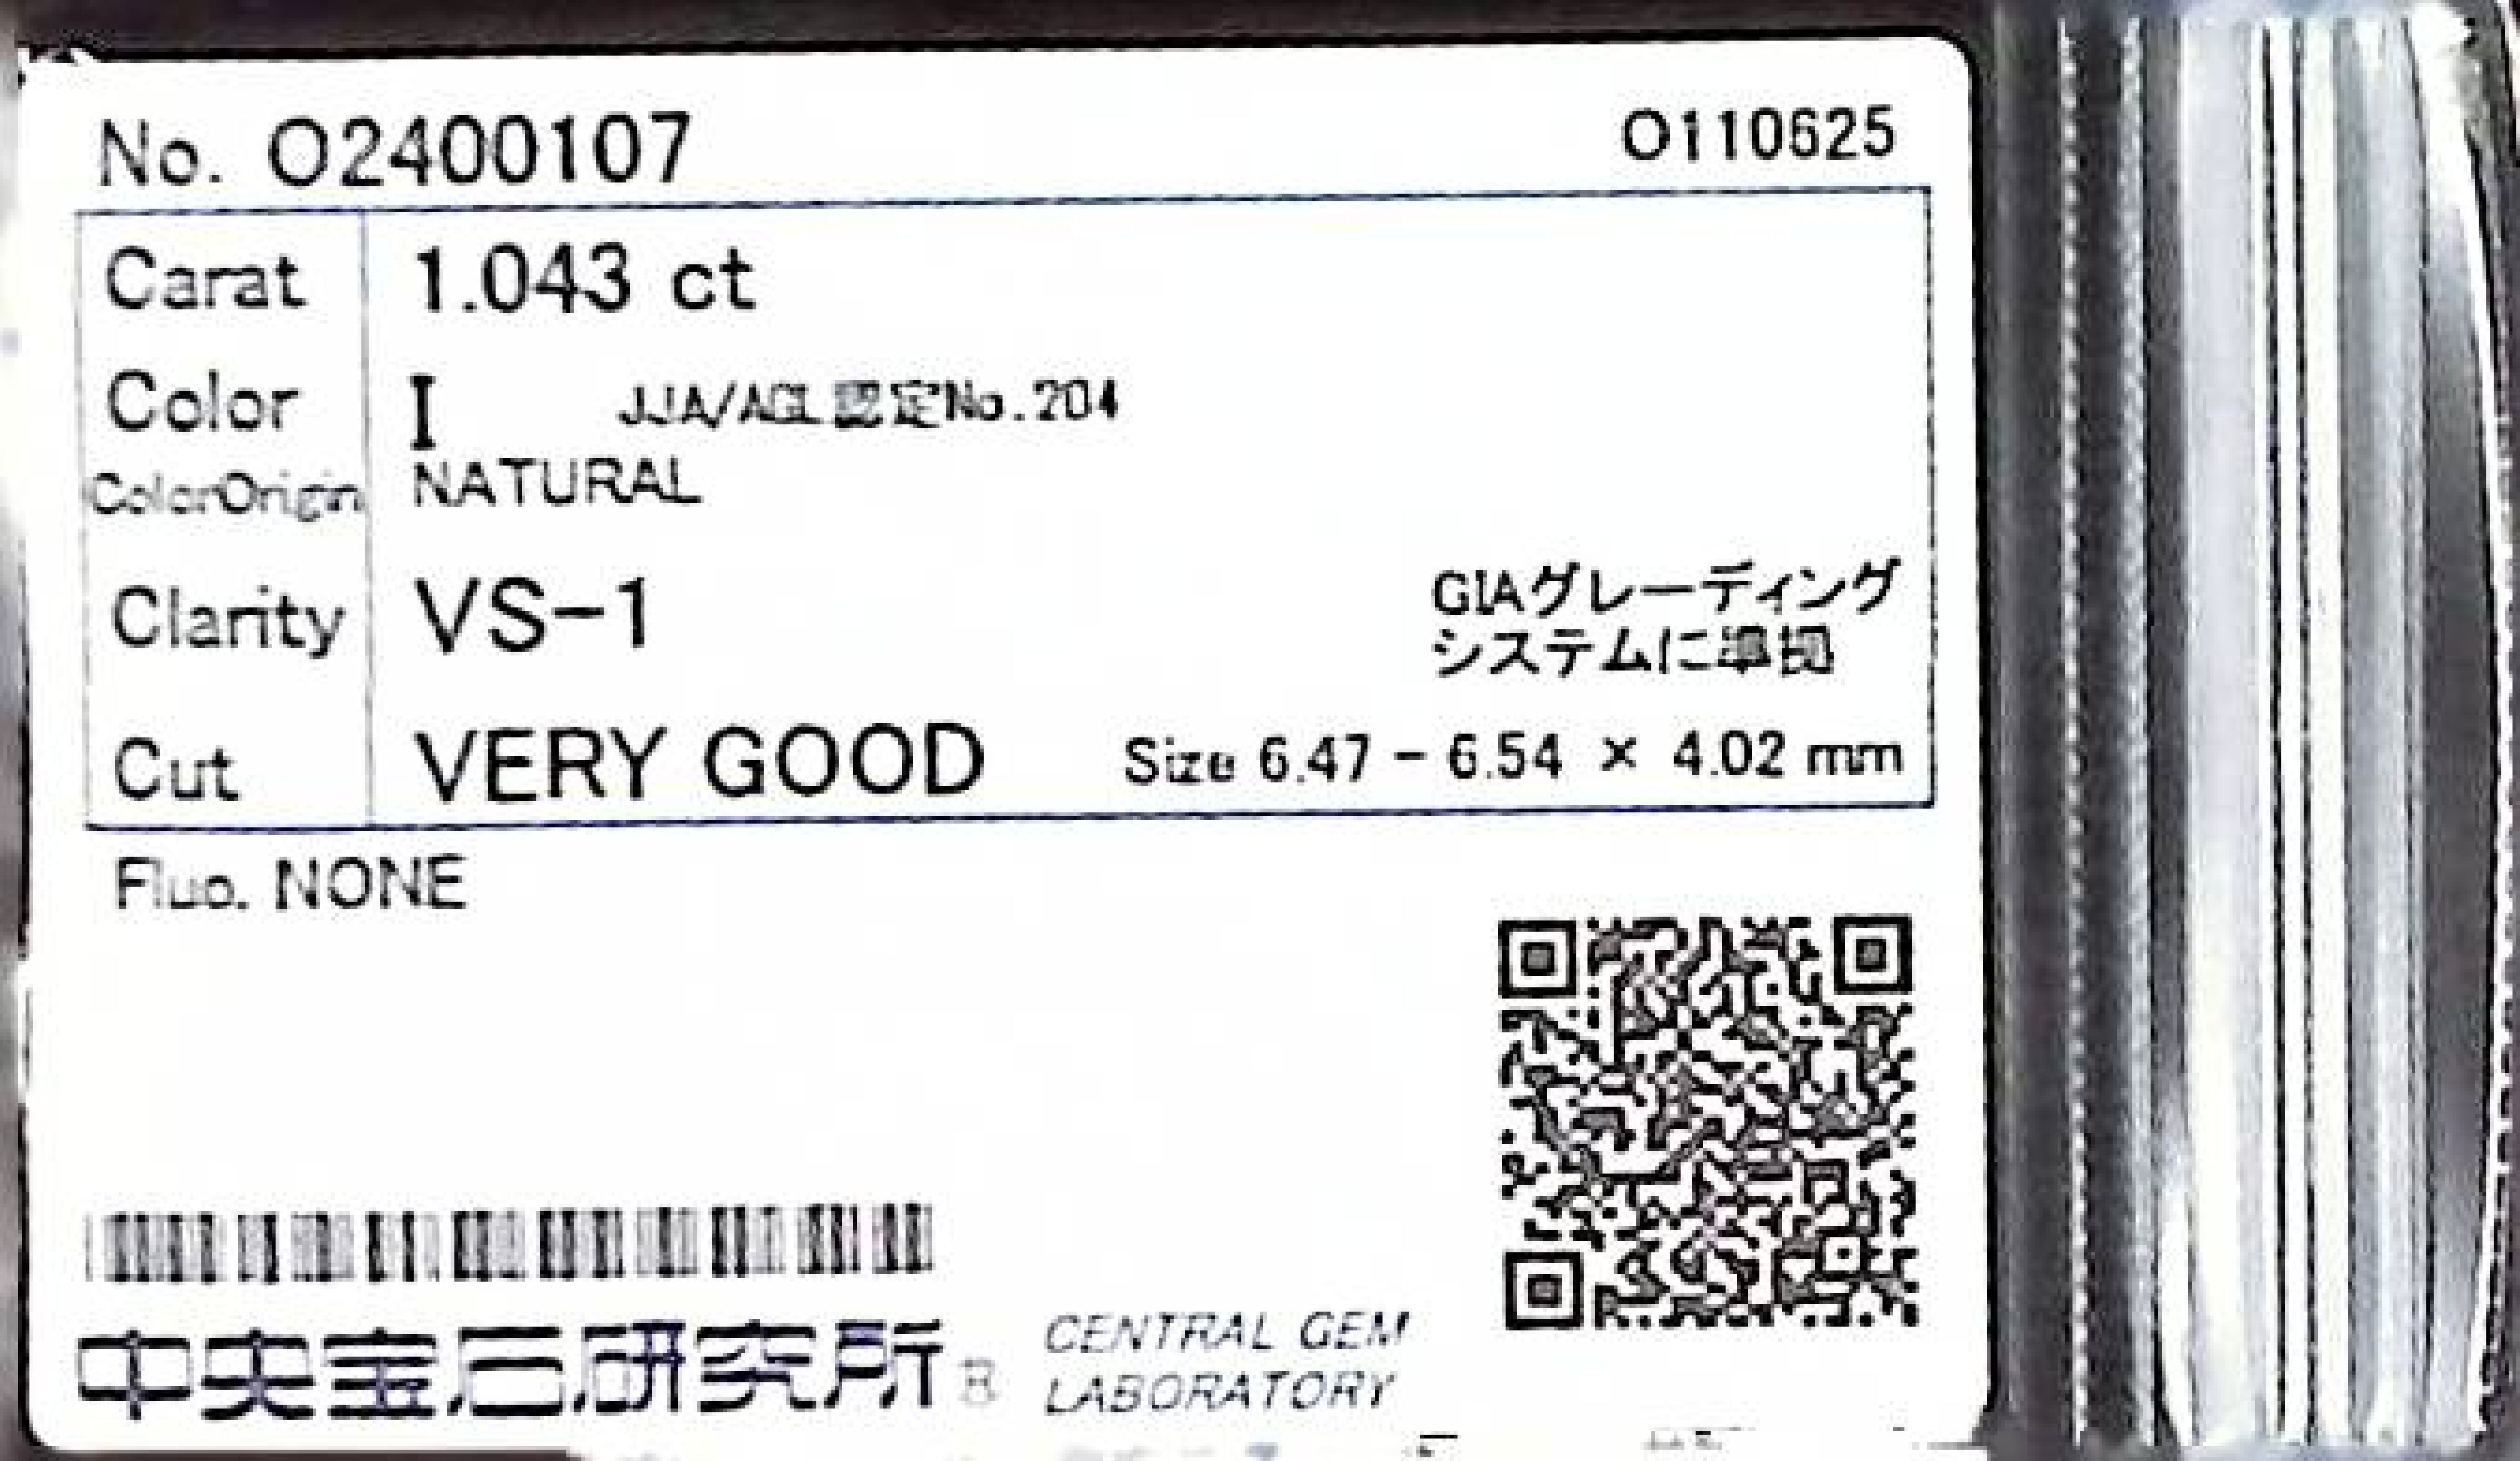 No. O2400107
O110625
Carat 1.043 ct
Color I JJA/AGL認定No.204
ColorOrigin NATURAL
Clarity VS-1
GIAグレーディング
システムに準拠
Cut VERY GOOD Size 6.47 - 6.54 × 4.02 mm
Fluo. NONE
中央宝石研究所 B
CENTRAL GEM
LABORATORY